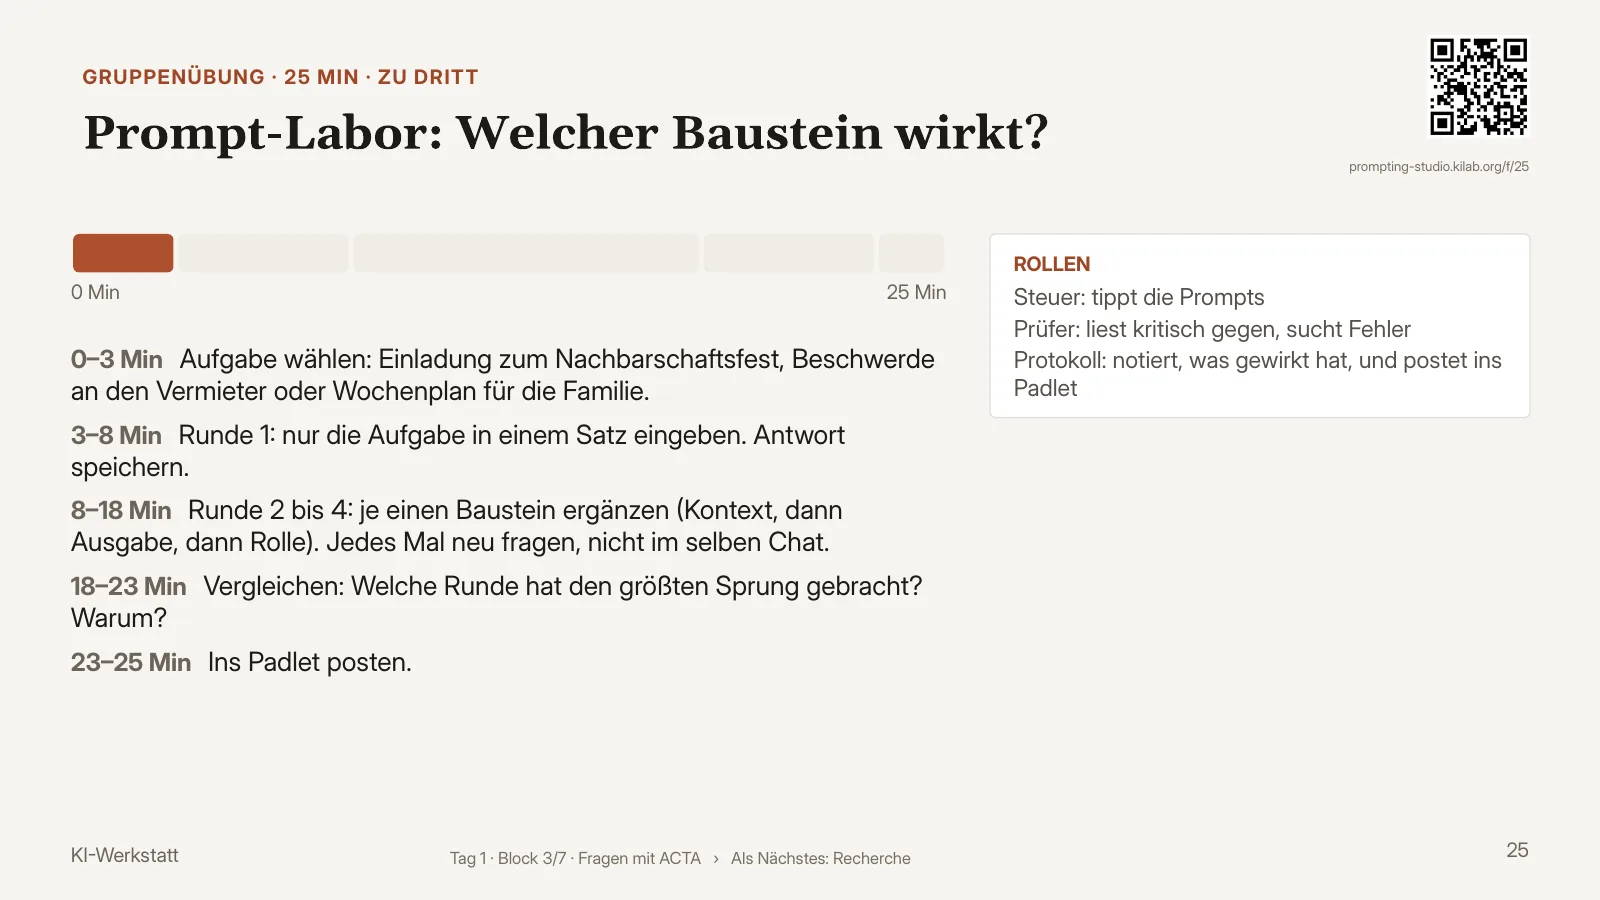 GRUPPENÜBUNG · 25 MIN · ZU DRITT
Prompt-Labor: Welcher Baustein wirkt?
prompting-studio.kilab.org/f/25
0 Min
25 Min
0–3 Min Aufgabe wählen: Einladung zum Nachbarschaftsfest, Beschwerde
an den Vermieter oder Wochenplan für die Familie.
3–8 Min Runde 1: nur die Aufgabe in einem Satz eingeben. Antwort
speichern.
8–18 Min Runde 2 bis 4: je einen Baustein ergänzen (Kontext, dann
Ausgabe, dann Rolle). Jedes Mal neu fragen, nicht im selben Chat.
18–23 Min Vergleichen: Welche Runde hat den größten Sprung gebracht?
Warum?
23–25 Min Ins Padlet posten.
ROLLEN
Steuer: tippt die Prompts
Prüfer: liest kritisch gegen, sucht Fehler
Protokoll: notiert, was gewirkt hat, und postet ins
Padlet
KI-Werkstatt
Tag 1 · Block 3/7 · Fragen mit ACTA › Als Nächstes: Recherche
25